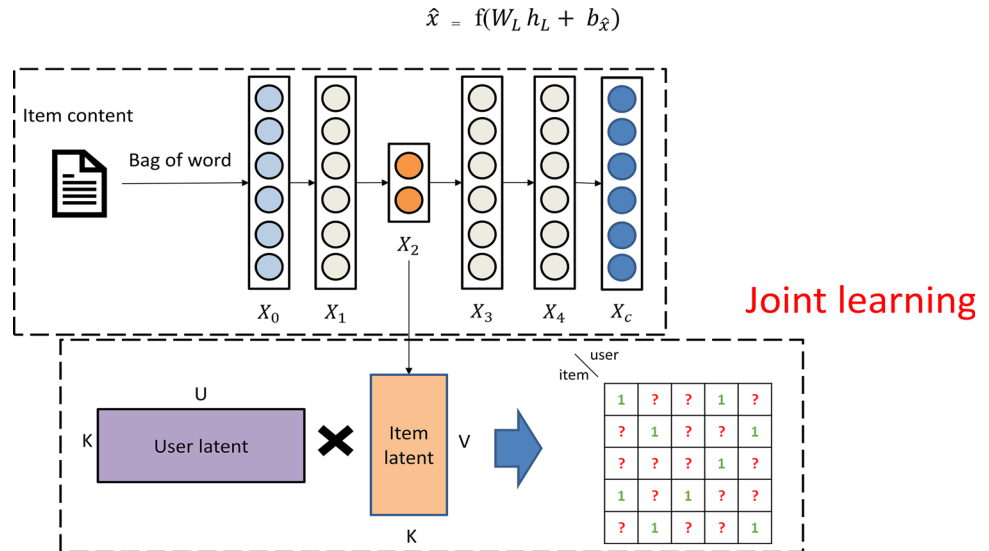 x̂ = f(W_L h_L + b_x̂)
Item content
Bag of word
X_2
X_0 X_1 X_3 X_4 X_c
Joint learning
user
item
U
K
User latent
Item
latent
V
K
1 ? ? 1 ?
? 1 ? ? 1
? ? ? 1 ?
1 ? 1 ? ?
? 1 ? ? 1